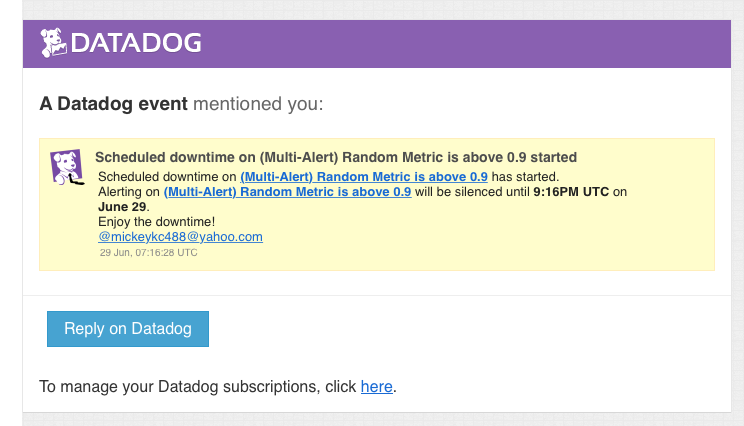 DATADOG
A Datadog event mentioned you:
Scheduled downtime on (Multi-Alert) Random Metric is above 0.9 started
Scheduled downtime on (Multi-Alert) Random Metric is above 0.9 has started.
Alerting on (Multi-Alert) Random Metric is above 0.9 will be silenced until 9:16PM UTC on
June 29.
Enjoy the downtime!
@mickeykc488@yahoo.com
29 Jun, 07:16:28 UTC
Reply on Datadog
To manage your Datadog subscriptions, click here.